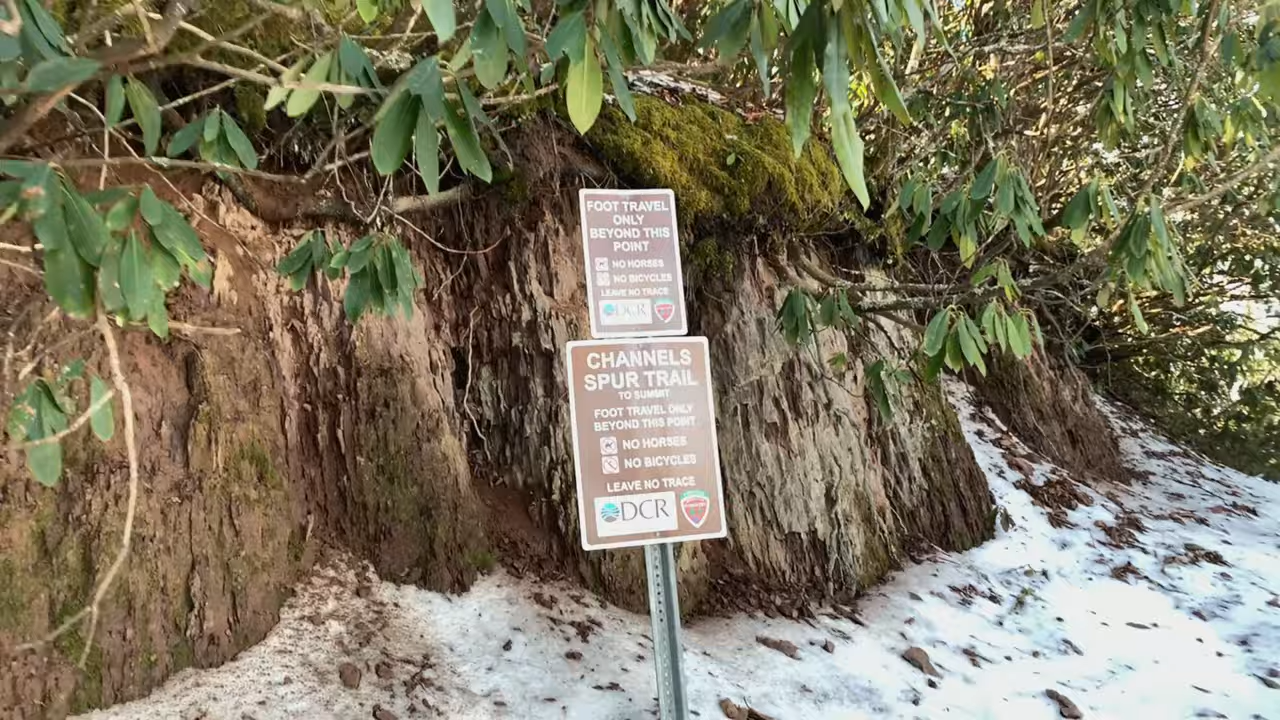 FOOT TRAVEL
ONLY
BEYOND THIS
POINT
NO HORSES
NO BICYCLES
LEAVE NO TRACE
DCR
CHANNELS
SPUR TRAIL
TO SUMMIT
FOOT TRAVEL ONLY
BEYOND THIS POINT
NO HORSES
NO BICYCLES
LEAVE NO TRACE
DCR